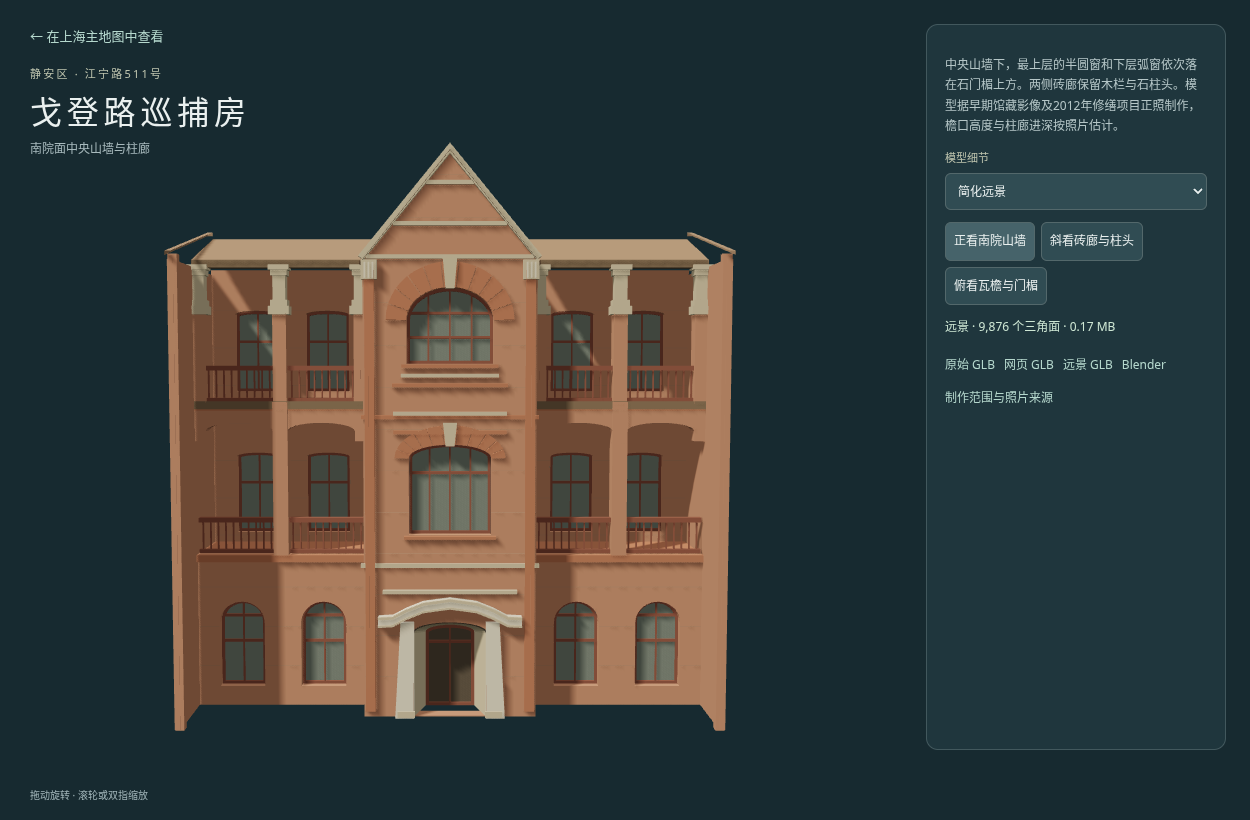 ← 在上海主地图中查看
静安区 · 江宁路511号
戈登路巡捕房
南院面中央山墙与柱廊
中央山墙下，最上层的半圆窗和下层弧窗依次落
在石门楣上方。两侧砖廊保留木栏与石柱头。模
型据早期馆藏影像及2012年修缮项目正照制作，
檐口高度与柱廊进深按照片估计。
模型细节
简化远景
正看南院山墙
斜看砖廊与柱头
俯看瓦檐与门楣
远景 · 9,876 个三角面 · 0.17 MB
原始 GLB 网页 GLB 远景 GLB Blender
制作范围与照片来源
拖动旋转 · 滚轮或双指缩放